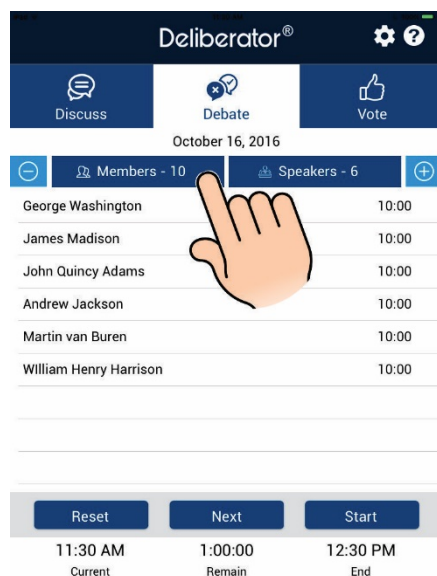 Deliberator®
?
Discuss
Debate
Vote
October 16, 2016
Members - 10
Speakers - 6
George Washington 10:00
James Madison 10:00
John Quincy Adams 10:00
Andrew Jackson 10:00
Martin van Buren 10:00
WIlliam Henry Harrison 10:00
Reset Next Start
11:30 AM 1:00:00 12:30 PM
Current Remain End